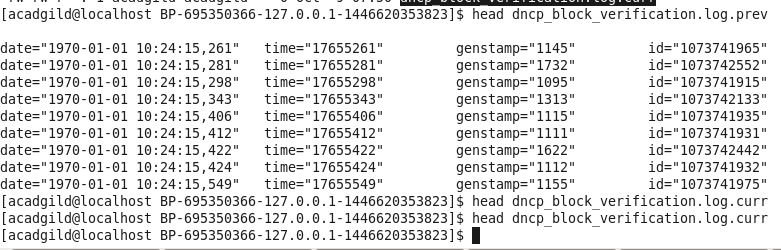 [acadgild@localhost BP-695350366-127.0.0.1-1446620353823]$ head dncp_block_verification.log.prev
date="1970-01-01 10:24:15,261" time="17655261" genstamp="1145" id="1073741965"
date="1970-01-01 10:24:15,281" time="17655281" genstamp="1732" id="1073742552"
date="1970-01-01 10:24:15,298" time="17655298" genstamp="1095" id="1073741915"
date="1970-01-01 10:24:15,343" time="17655343" genstamp="1313" id="1073742133"
date="1970-01-01 10:24:15,406" time="17655406" genstamp="1115" id="1073741935"
date="1970-01-01 10:24:15,412" time="17655412" genstamp="1111" id="1073741931"
date="1970-01-01 10:24:15,422" time="17655422" genstamp="1622" id="1073742442"
date="1970-01-01 10:24:15,424" time="17655424" genstamp="1112" id="1073741932"
date="1970-01-01 10:24:15,549" time="17655549" genstamp="1155" id="1073741975"
[acadgild@localhost BP-695350366-127.0.0.1-1446620353823]$ head dncp_block_verification.log.curr
[acadgild@localhost BP-695350366-127.0.0.1-1446620353823]$ head dncp_block_verification.log.curr
[acadgild@localhost BP-695350366-127.0.0.1-1446620353823]$